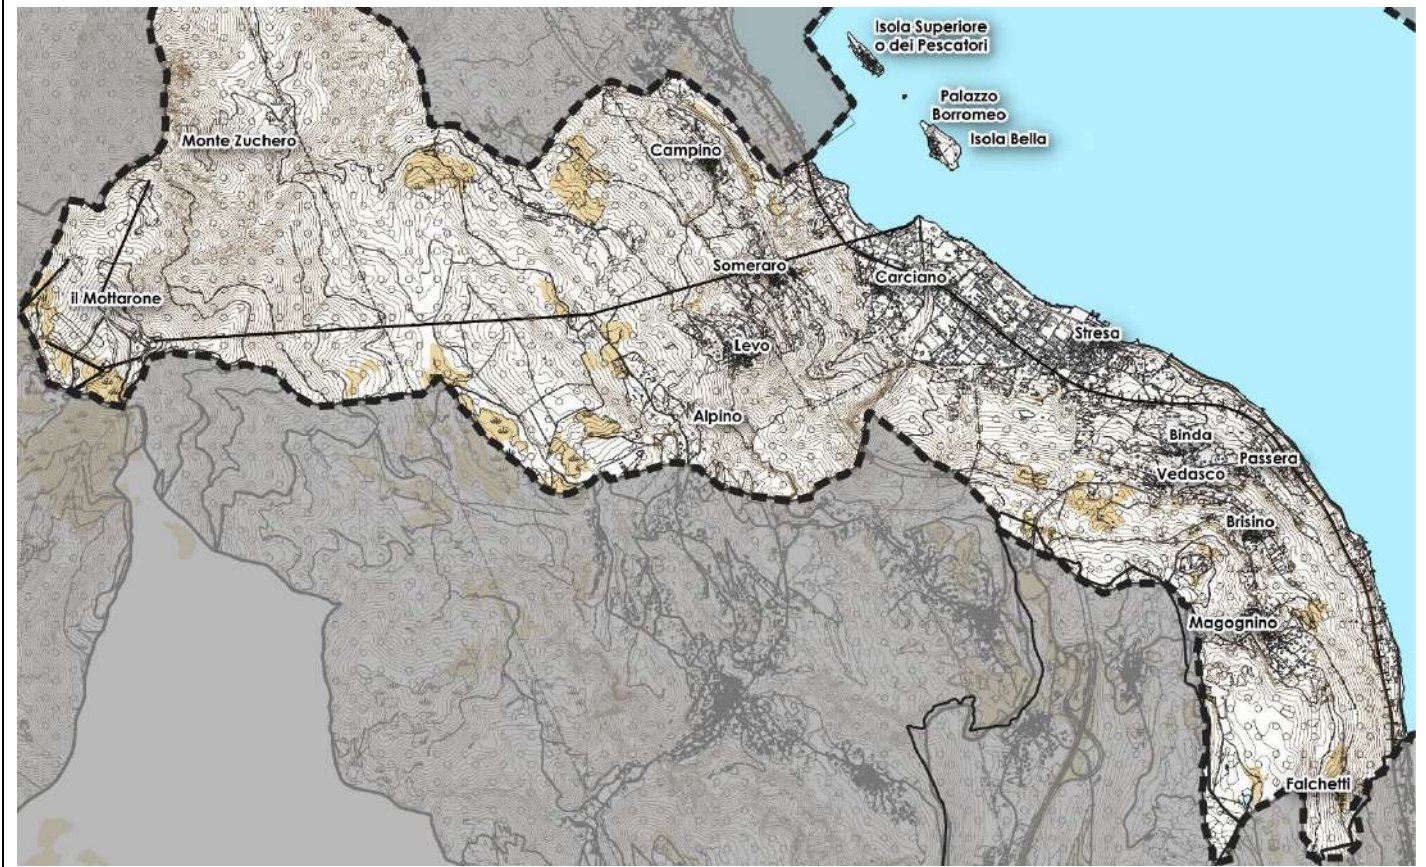 Isola Superiore
o dei Pescatori
Palazzo
Borromeo
Isola Bella
Monte Zuchero
Campino
Someraro
Carciano
il Mottarone
Stresa
Levo
Alpino
Binda
Passera
Vedasco
Brisino
Magognino
Falchetti